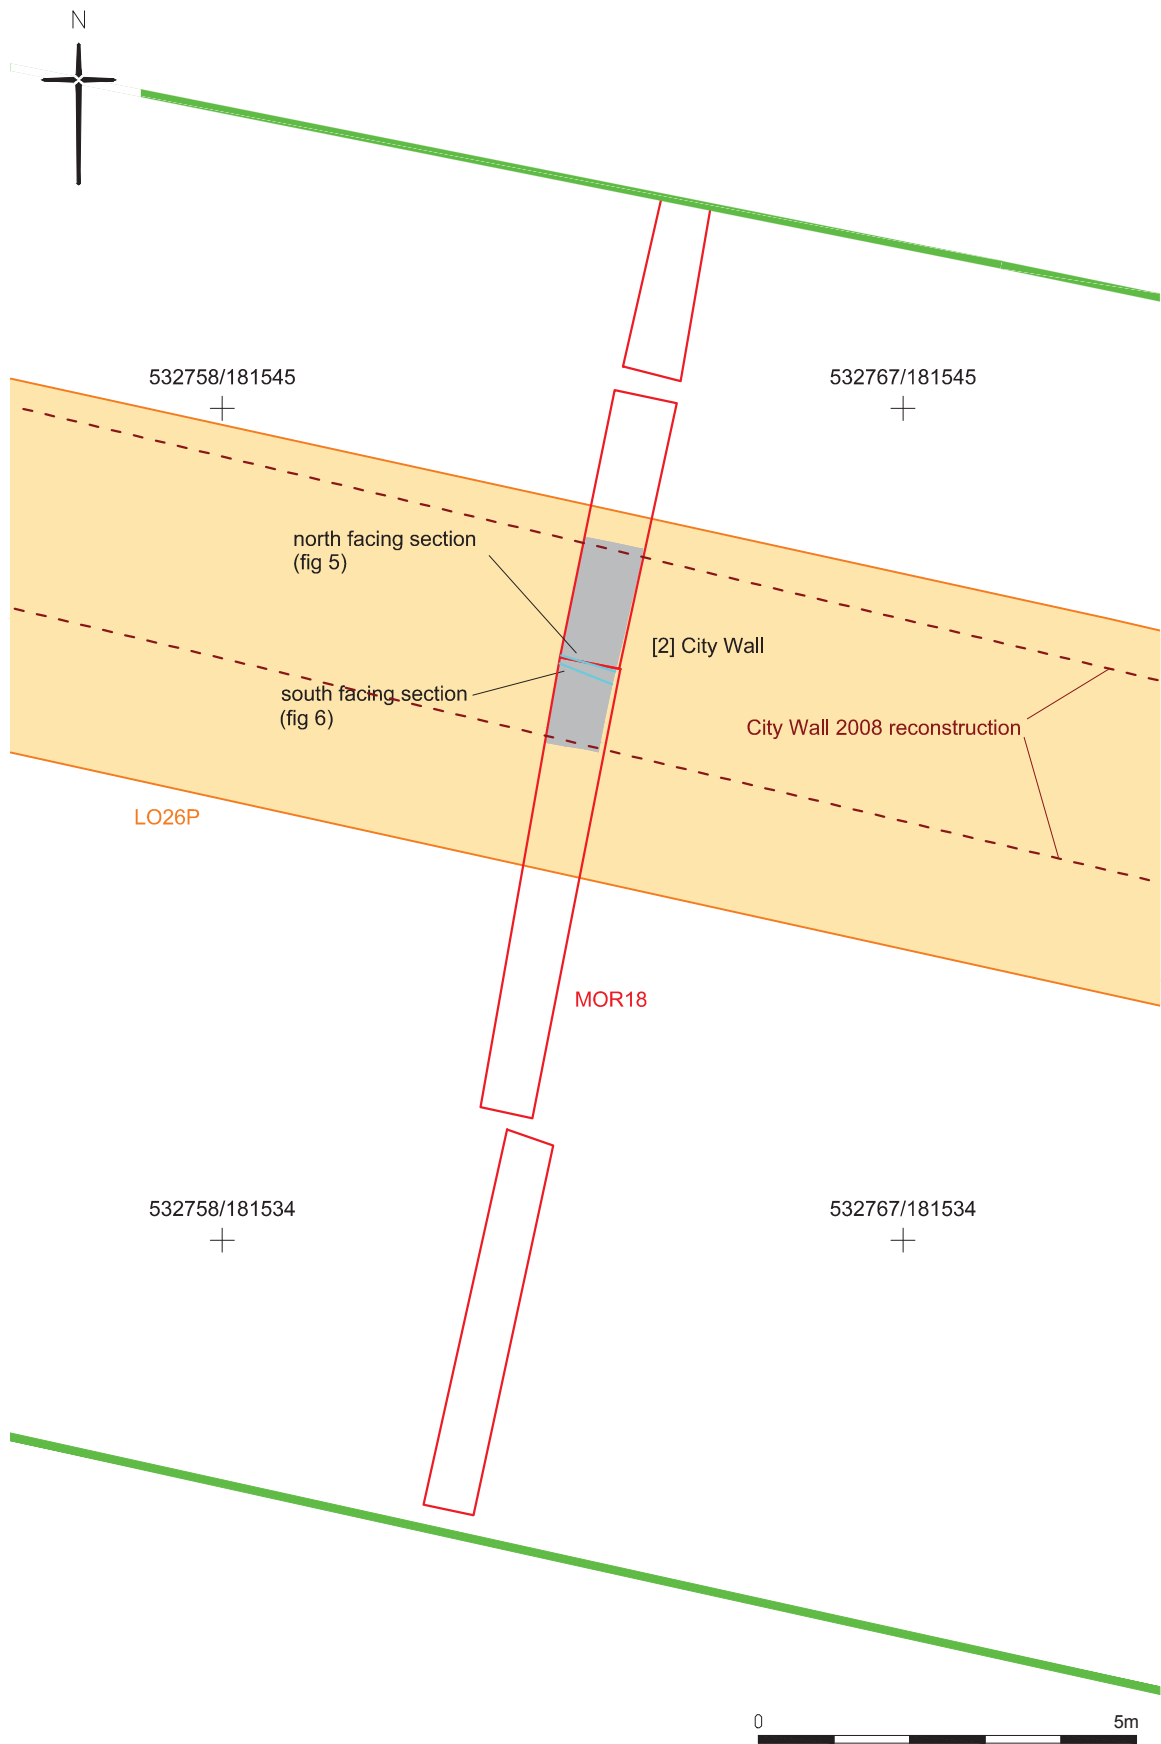 N
532758/181545
532767/181545
north facing section
(fig 5)
[2] City Wall
south facing section
(fig 6)
City Wall 2008 reconstruction
LO26P
MOR18
532758/181534
532767/181534
0
5m